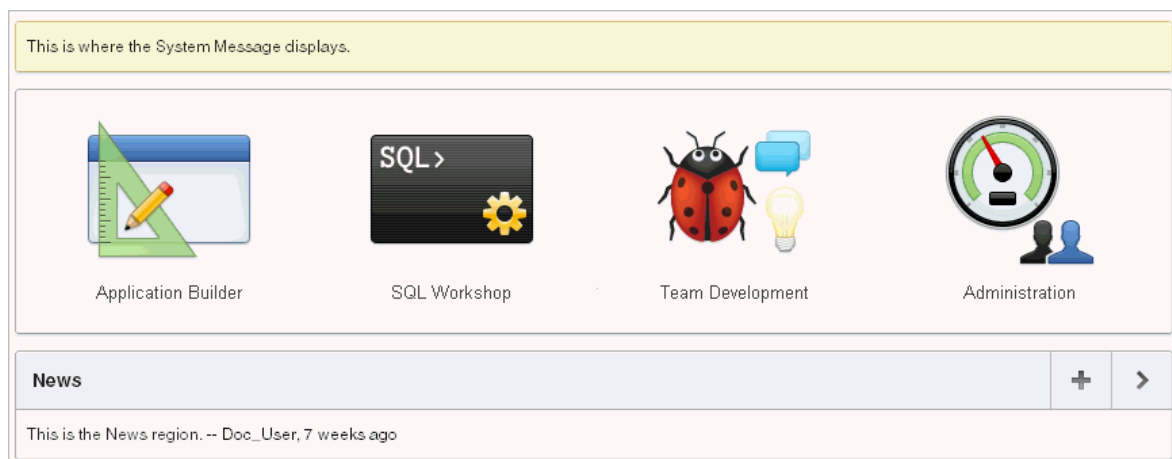 This is where the System Message displays.
SQL>
Application Builder
SQL Workshop
Team Development
Administration
News
This is the News region. -- Doc_User, 7 weeks ago